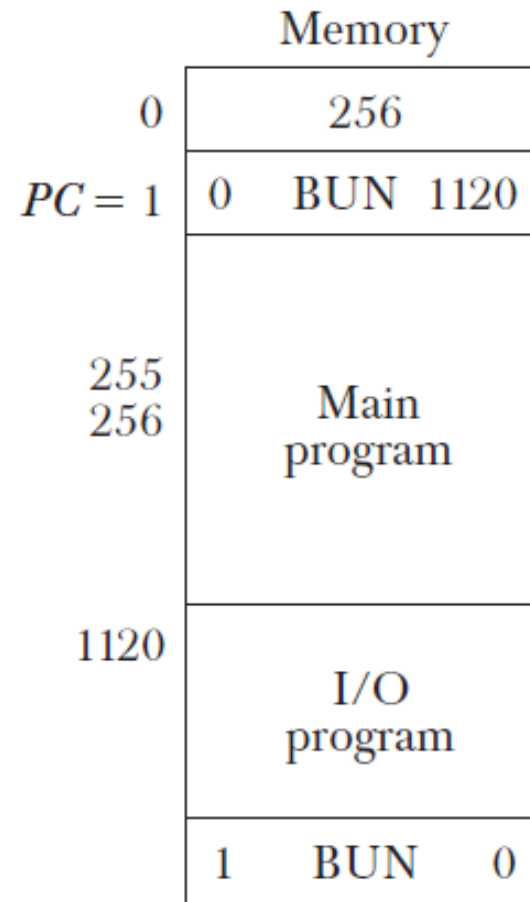 Memory
0 256
PC = 1 0 BUN 1120
255
256
Main
program
1120
I/O
program
1 BUN 0